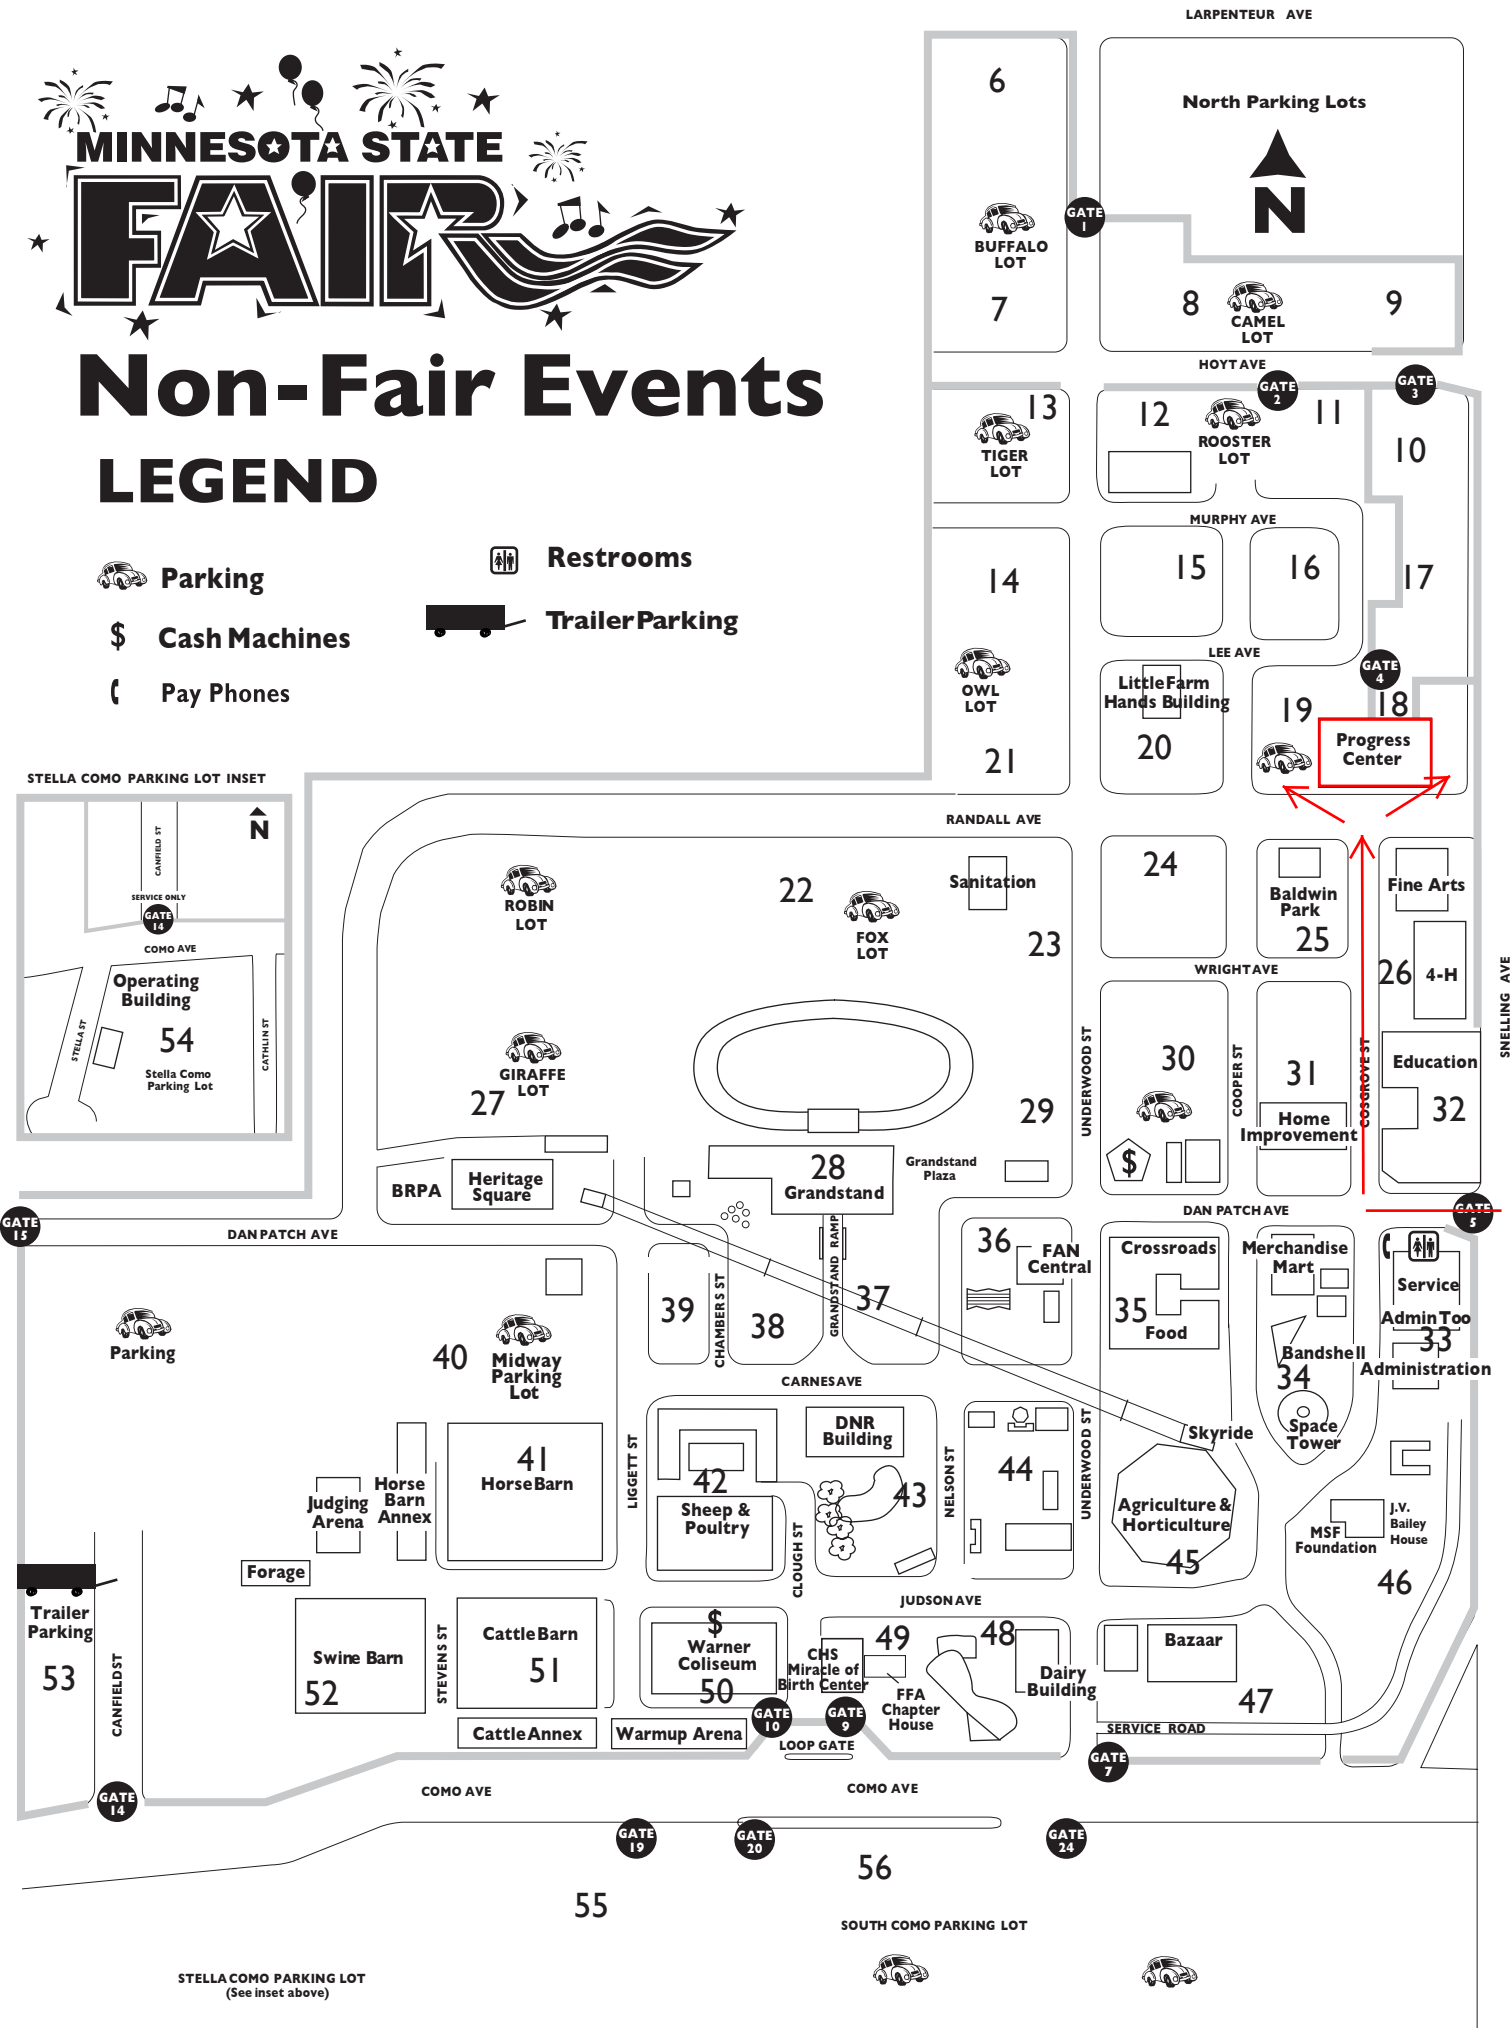 LARPENTEUR AVE
MINNESOTA STATE
FAIR
Non-Fair Events
LEGEND
Parking
Restrooms
$ Cash Machines
Trailer Parking
Pay Phones
6
North Parking Lots
N
GATE
1
BUFFALO
LOT
7
8
CAMEL
LOT
9
HOYT AVE
GATE
2
GATE
3
13
TIGER
LOT
12
ROOSTER
LOT
11
10
MURPHY AVE
14
15
16
17
LEE AVE
GATE
4
OWL
LOT
Little Farm
Hands Building
20
19
18
Progress
Center
21
STELLA COMO PARKING LOT INSET
CANFIELD ST
N
SERVICE ONLY
GATE
14
COMO AVE
Operating
Building
54
Stella Como
Parking Lot
STELLA ST
CATHLIN ST
RANDALL AVE
ROBIN
LOT
22
FOX
LOT
Sanitation
23
24
Baldwin
Park
25
Fine Arts
WRIGHT AVE
26
4-H
SNELLING AVE
GIRAFFE
LOT
27
29
UNDERWOOD ST
30
COOPER ST
31
COSGROVE ST
Education
32
Home
Improvement
$
BRPA
Heritage
Square
28
Grandstand
Grandstand
Plaza
GATE
15
DAN PATCH AVE
DAN PATCH AVE
GATE
5
36
FAN
Central
Crossroads
35
Food
Merchandise
Mart
Service
Admin Too
33
Administration
Bandshell
34
Space
Tower
Parking
40
Midway
Parking
Lot
39
CHAMBERS ST
38
GRANDSTAND RAMP
37
CARNES AVE
Skyride
41
Horse Barn
Horse
Barn
Annex
Judging
Arena
Forage
LIGGETT ST
42
Sheep &
Poultry
DNR
Building
43
CLOUGH ST
NELSON ST
44
UNDERWOOD ST
Agriculture &
Horticulture
45
MSF
Foundation
J.V.
Bailey
House
46
Trailer
Parking
53
CANFIELD ST
Swine Barn
52
STEVENS ST
Cattle Barn
51
Cattle Annex
JUDSON AVE
$
Warner
Coliseum
50
Warmup Arena
CHS
Miracle of
Birth Center
49
FFA
Chapter
House
48
Dairy
Building
Bazaar
47
SERVICE ROAD
GATE
10
GATE
9
LOOP GATE
GATE
7
GATE
14
COMO AVE
COMO AVE
GATE
19
GATE
20
GATE
24
55
56
SOUTH COMO PARKING LOT
STELLA COMO PARKING LOT
(See inset above)